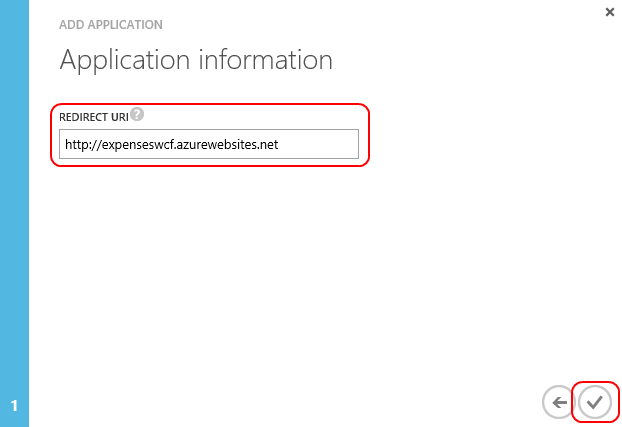 ADD APPLICATION
Application information
REDIRECT URI?
http://expenseswcf.azurewebsites.net
1